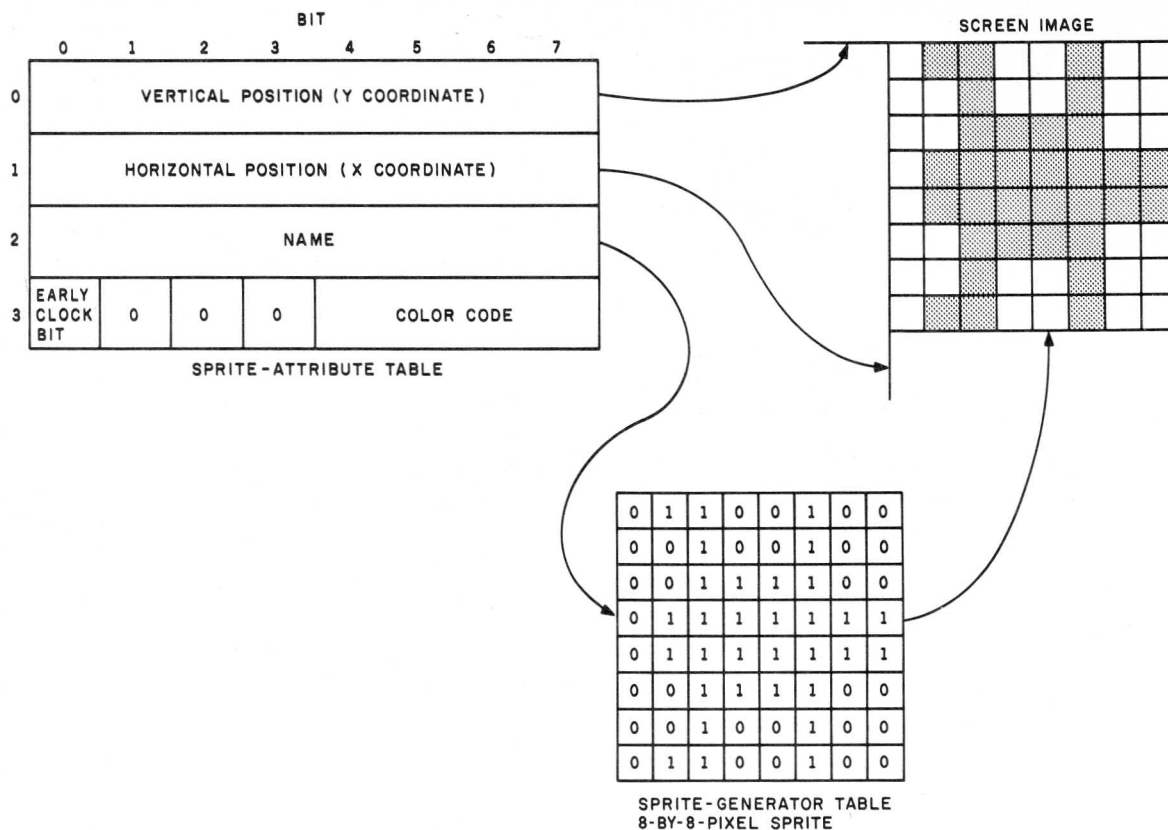 BIT
0 1 2 3 4 5 6 7
0 VERTICAL POSITION (Y COORDINATE)
1 HORIZONTAL POSITION (X COORDINATE)
2 NAME
3 EARLY CLOCK BIT 0 0 0 COLOR CODE
SPRITE-ATTRIBUTE TABLE
SCREEN IMAGE
0 1 1 0 0 1 0 0
0 0 1 0 0 1 0 0
0 0 1 1 1 1 0 0
0 1 1 1 1 1 1 1
0 1 1 1 1 1 1 1
0 0 1 1 1 1 0 0
0 0 1 0 0 1 0 0
0 1 1 0 0 1 0 0
SPRITE-GENERATOR TABLE
8-BY-8-PIXEL SPRITE